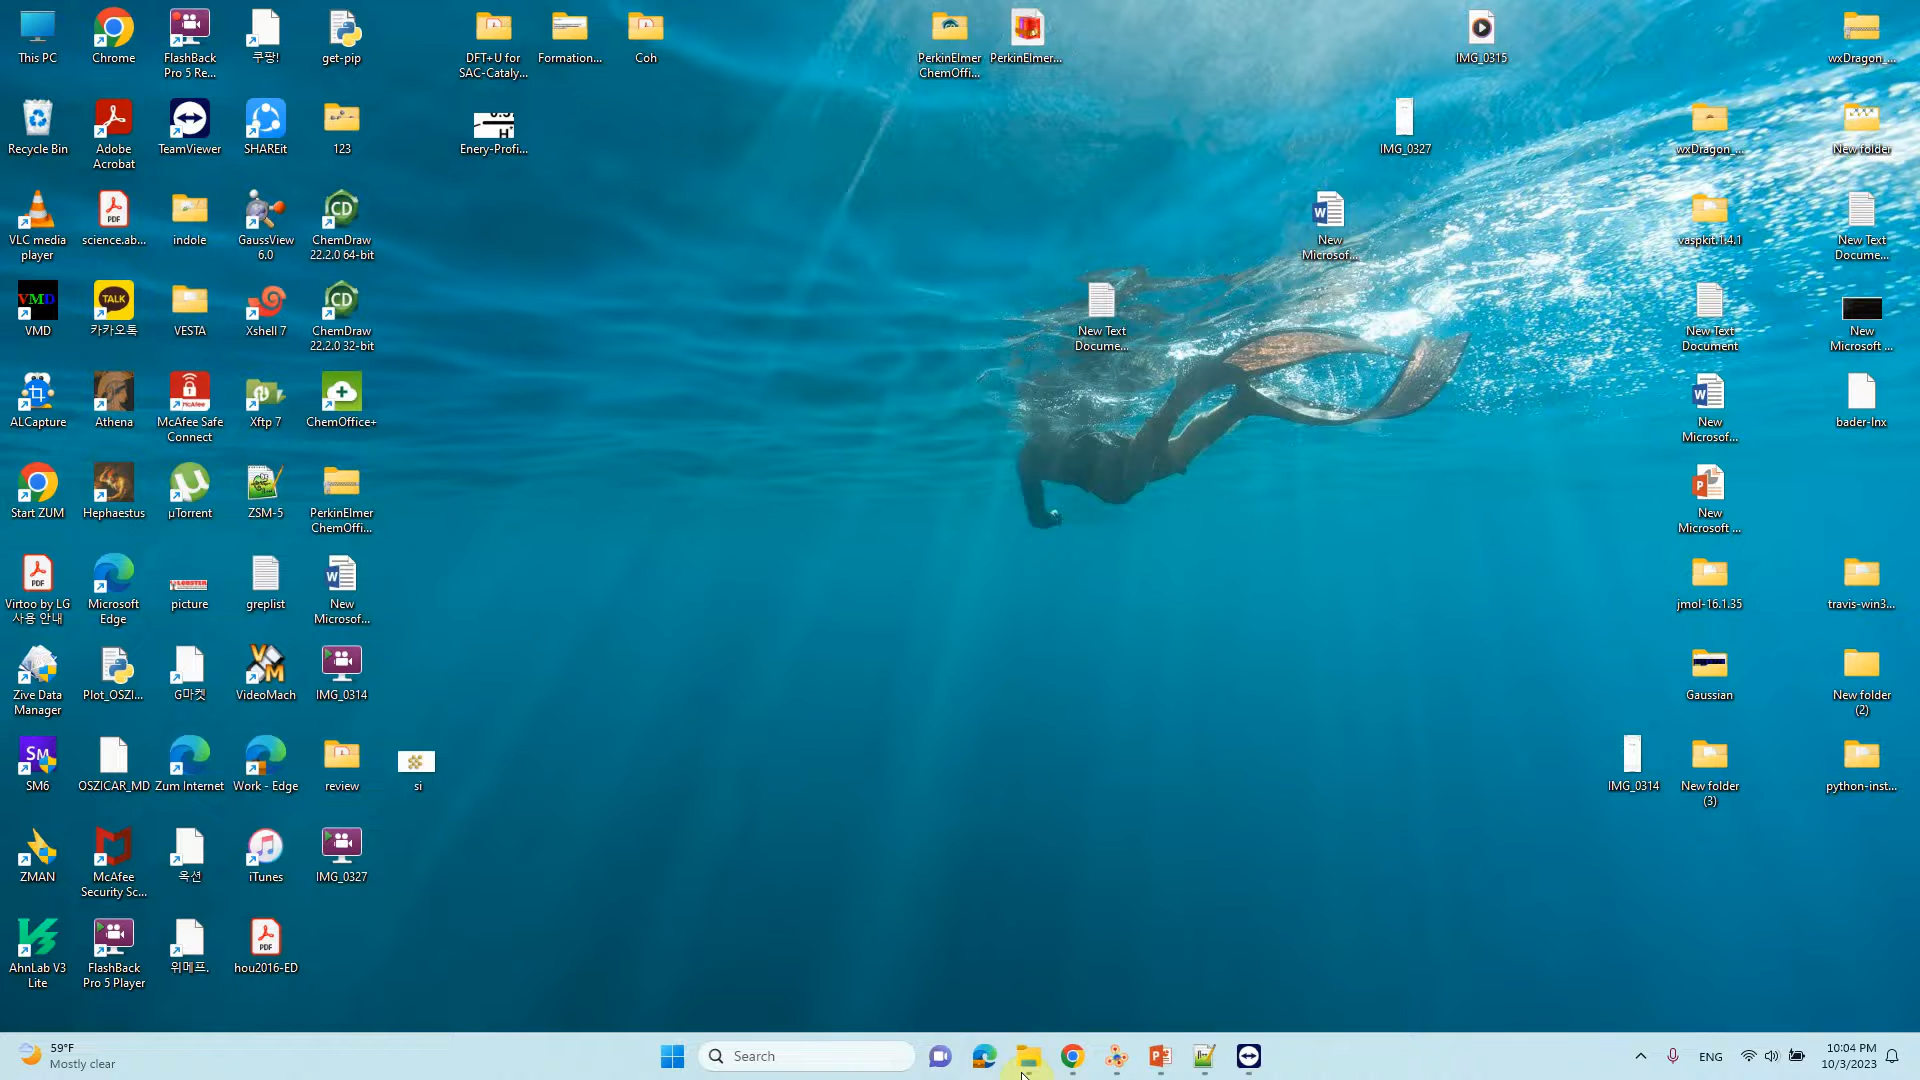 This PC
Chrome
FlashBack
Pro 5 Re...
쿠팡!
get-pip
DFT+U for
SAC-Cataly...
Formation...
Coh
PerkinElmer
ChemOffi...
PerkinElmer...
IMG_0315
wxDragon_...
Recycle Bin
Adobe
Acrobat
TeamViewer
SHAREit
123
Enery-Profi...
IMG_0327
wxDragon_...
New folder
VLC media
player
science.ab...
indole
GaussView
6.0
ChemDraw
22.2.0 64-bit
New
Microsof...
vaspkit.1.4.1
New Text
Docume...
VMD
카카오톡
VESTA
Xshell 7
ChemDraw
22.2.0 32-bit
New Text
Docume...
New Text
Document
New
Microsoft ...
ALCapture
Athena
McAfee Safe
Connect
Xftp 7
ChemOffice+
New
Microsof...
bader-lnx
Start ZUM
Hephaestus
µTorrent
ZSM-5
PerkinElmer
ChemOffi...
New
Microsoft ...
Virtoo by LG
사용 안내
Microsoft
Edge
picture
greplist
New
Microsof...
jmol-16.1.35
travis-win3...
Zive Data
Manager
Plot_OSZI...
G마켓
VideoMach
IMG_0314
Gaussian
New folder
(2)
SM6
OSZICAR_MD
Zum Internet
Work - Edge
review
si
IMG_0314
New folder
(3)
python-inst...
ZMAN
McAfee
Security Sc...
옥션
iTunes
IMG_0327
AhnLab V3
Lite
FlashBack
Pro 5 Player
위메프.
hou2016-ED
59°F
Mostly clear
Search
ENG
10:04 PM
10/3/2023